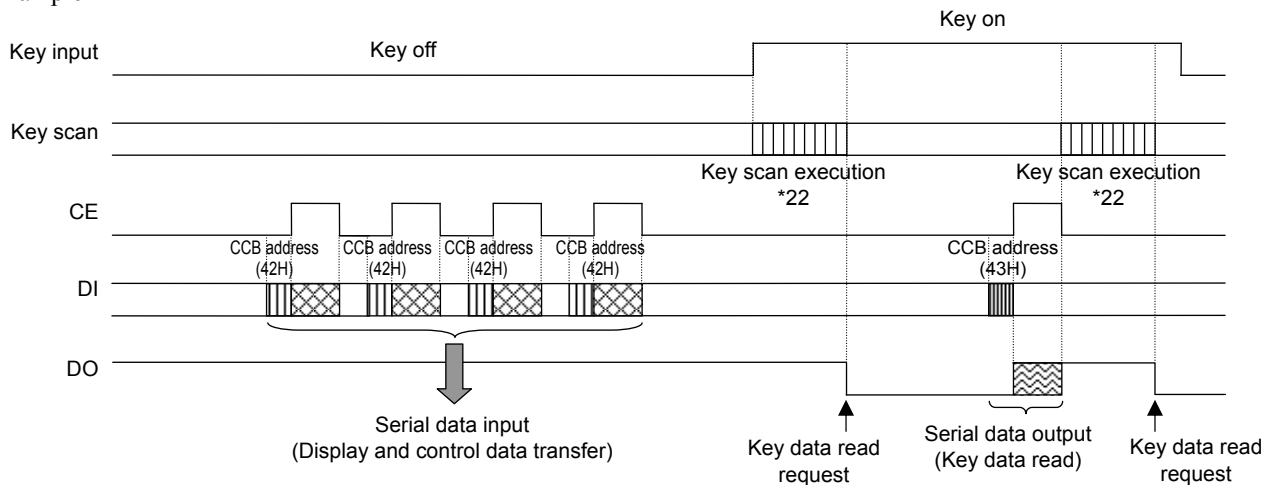 Key on
Key input
Key off
Key scan
Key scan execution
*22
Key scan execution
*22
CE
CCB address
(42H)
CCB address
(42H)
CCB address
(42H)
CCB address
(42H)
CCB address
(43H)
DI
DO
Serial data input
(Display and control data transfer)
Key data read
request
Serial data output
(Key data read)
Key data read
request